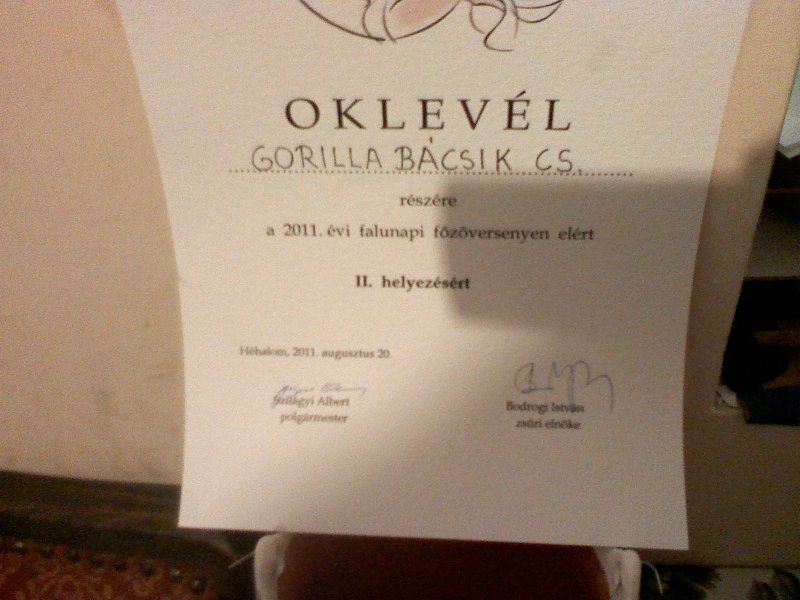 OKLEVÉL
GORILLA BÁCSIK CS.
részére
a 2011. évi falunapi főzőversenyen elért
II. helyezésért
Héhalom, 2011. augusztus 20.
Szilágyi Albert
polgármester
Bodrogi István
zsűri elnöke